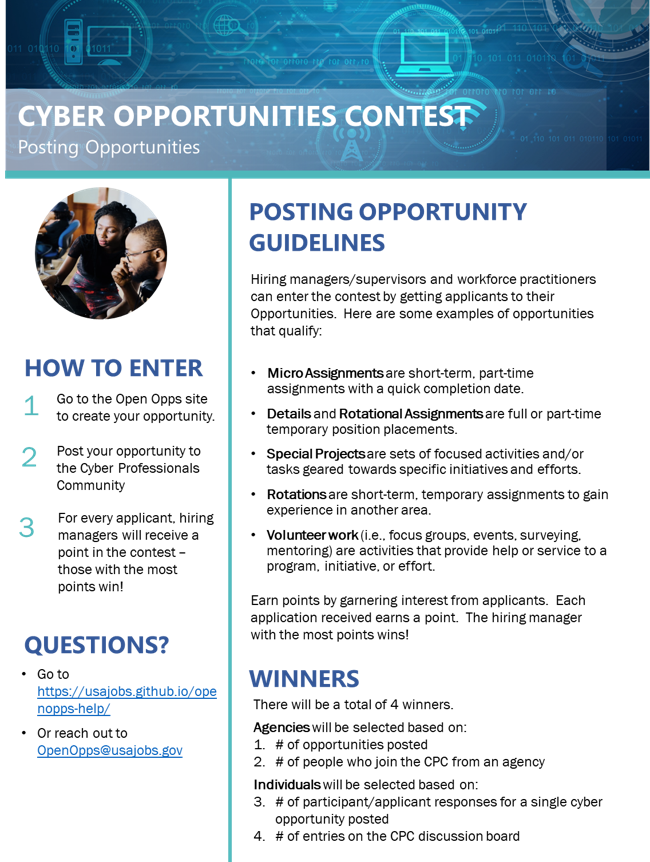 CYBER OPPORTUNITIES CONTEST
Posting Opportunities
HOW TO ENTER
1 Go to the Open Opps site
to create your opportunity.
2 Post your opportunity to
the Cyber Professionals
Community
3 For every applicant, hiring
managers will receive a
point in the contest –
those with the most
points win!
QUESTIONS?
• Go to
https://usajobs.github.io/ope
nopps-help/
• Or reach out to
OpenOpps@usajobs.gov
POSTING OPPORTUNITY
GUIDELINES
Hiring managers/supervisors and workforce practitioners
can enter the contest by getting applicants to their
Opportunities. Here are some examples of opportunities
that qualify:
• Micro Assignments are short-term, part-time
assignments with a quick completion date.
• Details and Rotational Assignments are full or part-time
temporary position placements.
• Special Projects are sets of focused activities and/or
tasks geared towards specific initiatives and efforts.
• Rotations are short-term, temporary assignments to gain
experience in another area.
• Volunteer work (i.e., focus groups, events, surveying,
mentoring) are activities that provide help or service to a
program, initiative, or effort.
Earn points by garnering interest from applicants. Each
application received earns a point. The hiring manager
with the most points wins!
WINNERS
There will be a total of 4 winners.
Agencies will be selected based on:
1. # of opportunities posted
2. # of people who join the CPC from an agency
Individuals will be selected based on:
3. # of participant/applicant responses for a single cyber
opportunity posted
4. # of entries on the CPC discussion board